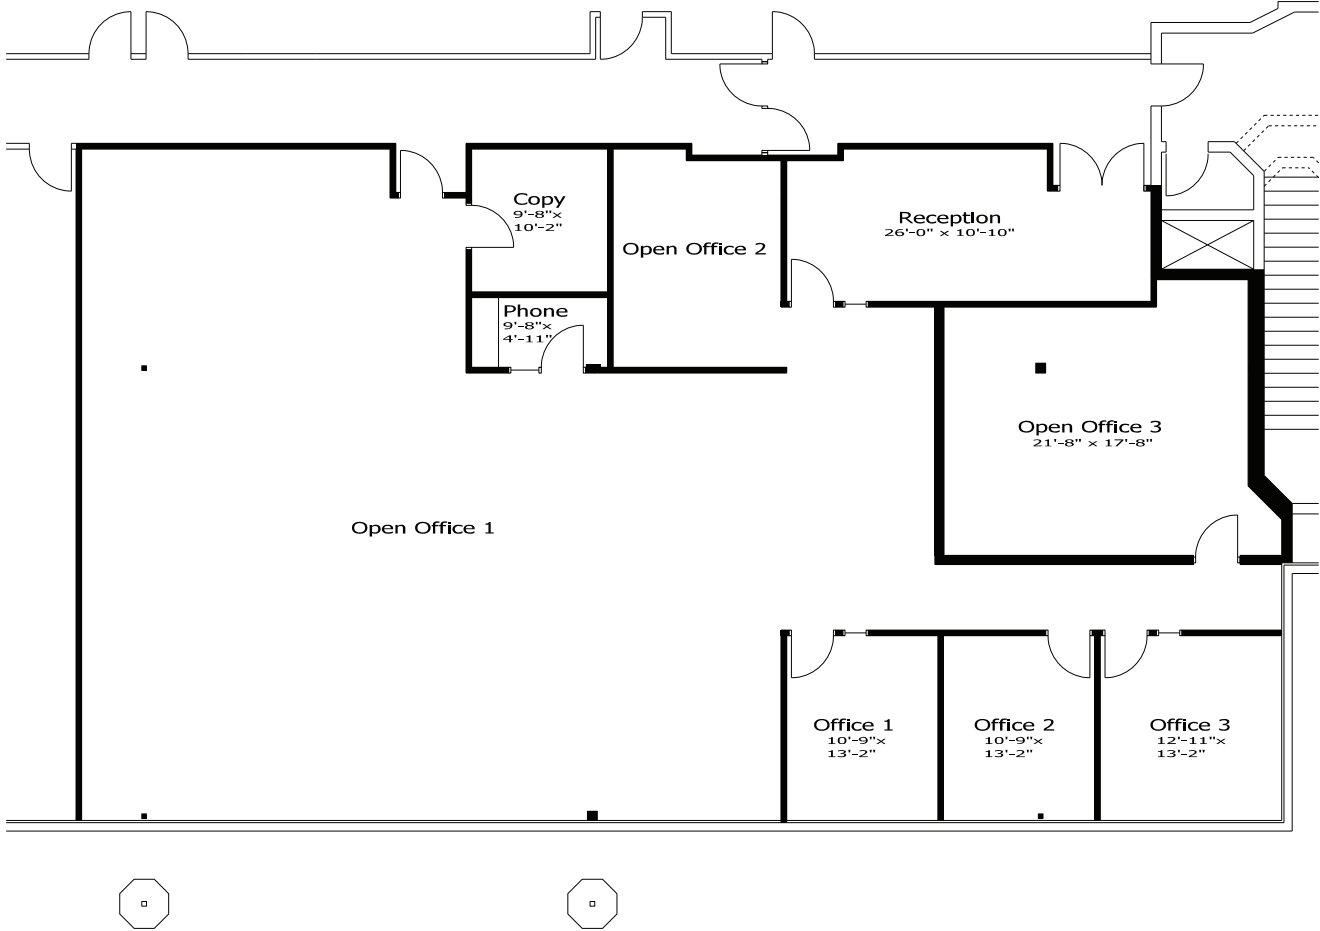 Copy
9'-8"x
10'-2"
Reception
26'-0" x 10'-10"
Open Office 2
Phone
9'-8"x
4'-11"
Open Office 3
21'-8" x 17'-8"
Open Office 1
Office 1
10'-9"x
13'-2"
Office 2
10'-9"x
13'-2"
Office 3
12'-11"x
13'-2"